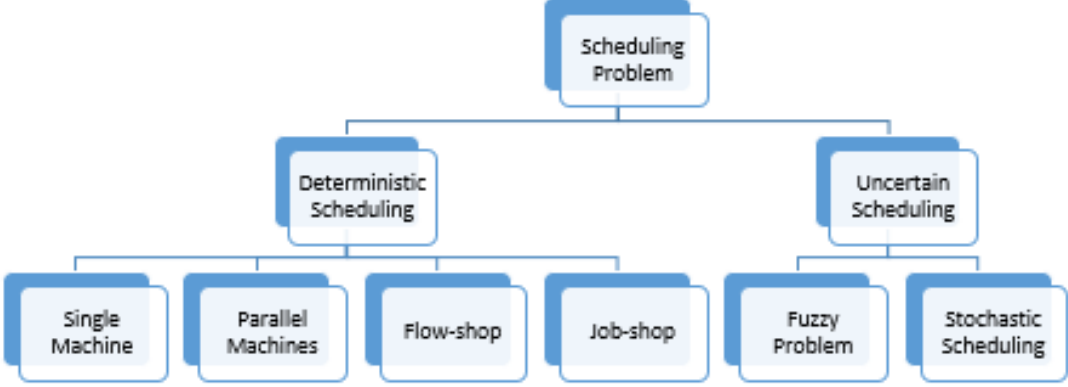 Scheduling
Problem
Deterministic
Scheduling
Uncertain
Scheduling
Single
Machine
Parallel
Machines
Flow-shop
Job-shop
Fuzzy
Problem
Stochastic
Scheduling